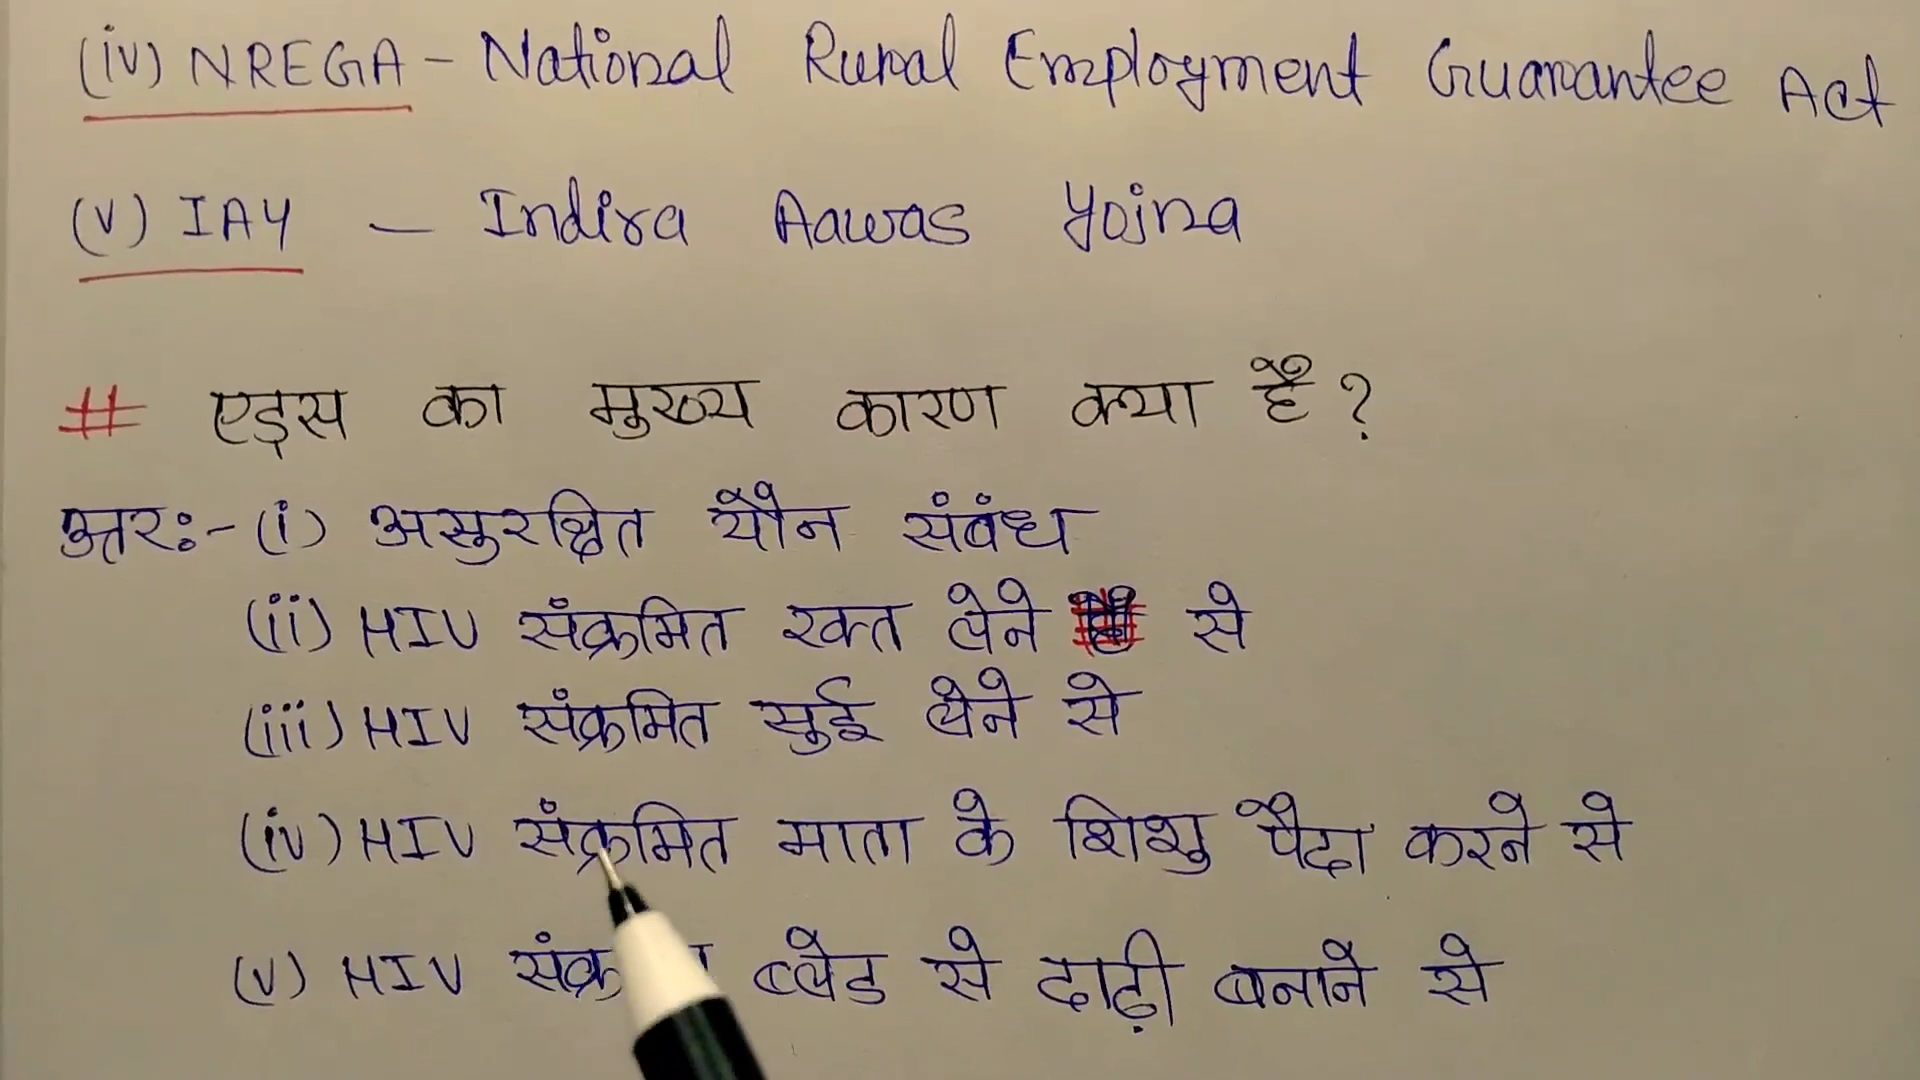 (iv) NREGA - National Rural Employment Guarantee Act
(v) IAY - Indira Aawas Yojna
# एड्स का मुख्य कारण क्या है?
उत्तरः- (i) असुरक्षित यौन संबंध
(ii) HIV संक्रमित रक्त लेने से
(iii) HIV संक्रमित सुई लेने से
(iv) HIV संक्रमित माता के शिशु पैदा करने से
(v) HIV ब्लेड से दाढ़ी बनाने से